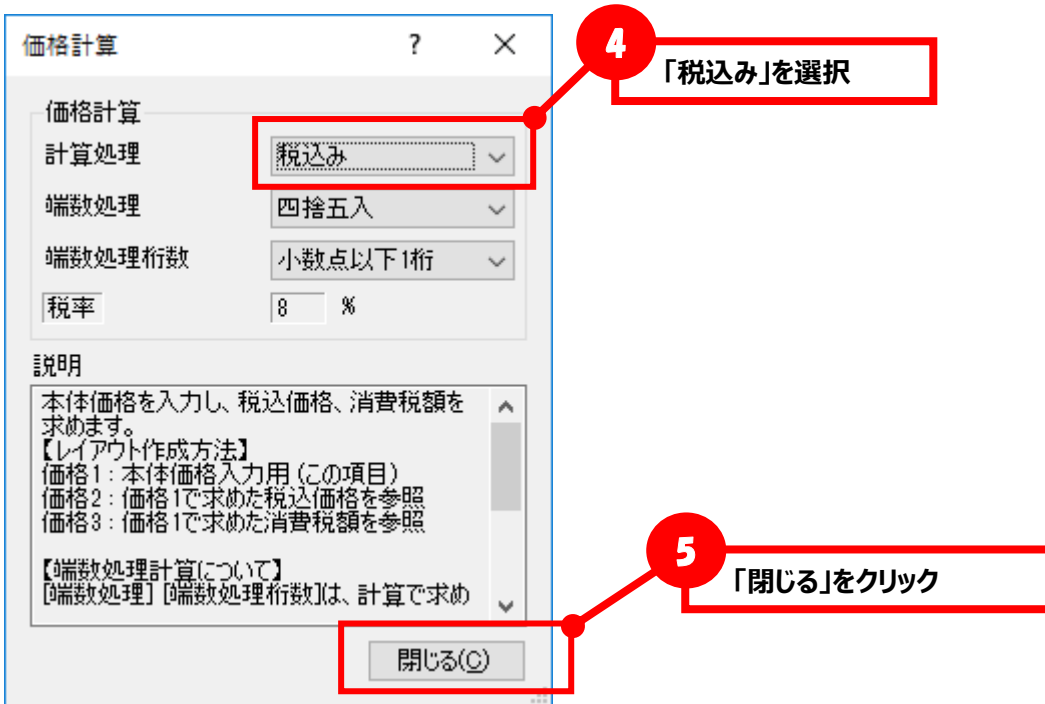 価格計算
?
4
「税込み」を選択
価格計算
計算処理
税込み
端数処理
四捨五入
端数処理桁数
小数点以下1桁
税率
8 %
説明
本体価格を入力し、税込価格、消費税額を
求めます。
【レイアウト作成方法】
価格1:本体価格入力用(この項目)
価格2:価格1で求めた税込価格を参照
価格3:価格1で求めた消費税額を参照
【端数処理計算について】
[端数処理] [端数処理桁数]は、計算で求め
5
「閉じる」をクリック
閉じる(C)